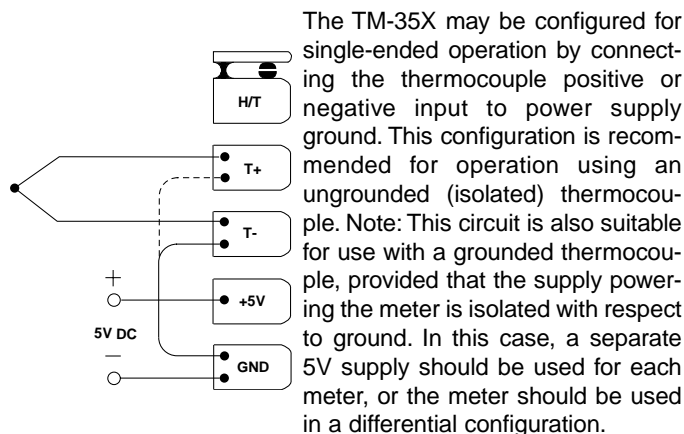 The TM-35X may be configured for
single-ended operation by connect-
ing the thermocouple positive or
negative input to power supply
ground. This configuration is recom-
mended for operation using an
ungrounded (isolated) thermocou-
ple. Note: This circuit is also suitable
for use with a grounded thermocou-
ple, provided that the supply power-
ing the meter is isolated with respect
to ground. In this case, a separate
5V supply should be used for each
meter, or the meter should be used
in a differential configuration.
H/T
T+
T-
+
+5V
5V DC
—
GND